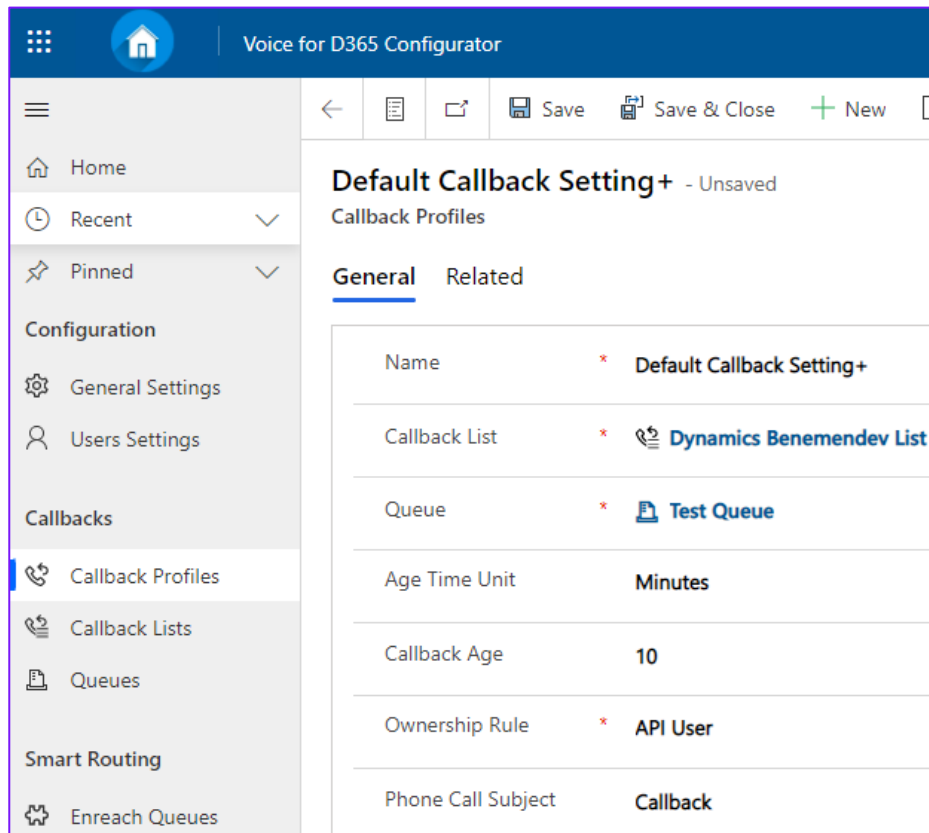 Voice for D365 Configurator
Save
Save & Close
New
Home
Recent
Pinned
Configuration
General Settings
Users Settings
Callbacks
Callback Profiles
Callback Lists
Queues
Smart Routing
Enreach Queues
Default Callback Setting+ - Unsaved
Callback Profiles
General Related
Name * Default Callback Setting+
Callback List * Dynamics Benemendev List
Queue * Test Queue
Age Time Unit Minutes
Callback Age 10
Ownership Rule * API User
Phone Call Subject Callback